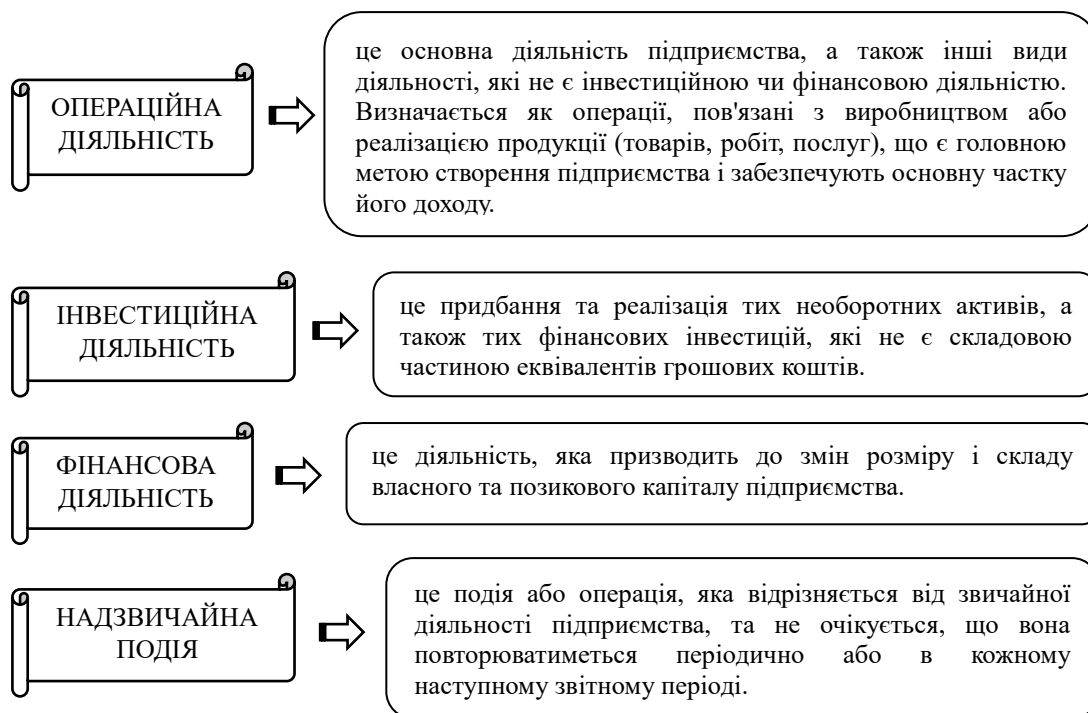 ОПЕРАЦІЙНА
ДІЯЛЬНІСТЬ
це основна діяльність підприємства, а також інші види
діяльності, які не є інвестиційною чи фінансовою діяльністю.
Визначається як операції, пов'язані з виробництвом або
реалізацією продукції (товарів, робіт, послуг), що є головною
метою створення підприємства і забезпечують основну частку
його доходу.
ІНВЕСТИЦІЙНА
ДІЯЛЬНІСТЬ
це придбання та реалізація тих необоротних активів, а
також тих фінансових інвестицій, які не є складовою
частиною еквівалентів грошових коштів.
ФІНАНСОВА
ДІЯЛЬНІСТЬ
це діяльність, яка призводить до змін розміру і складу
власного та позикового капіталу підприємства.
НАДЗВИЧАЙНА
ПОДІЯ
це подія або операція, яка відрізняється від звичайної
діяльності підприємства, та не очікується, що вона
повторюватиметься періодично або в кожному
наступному звітному періоді.